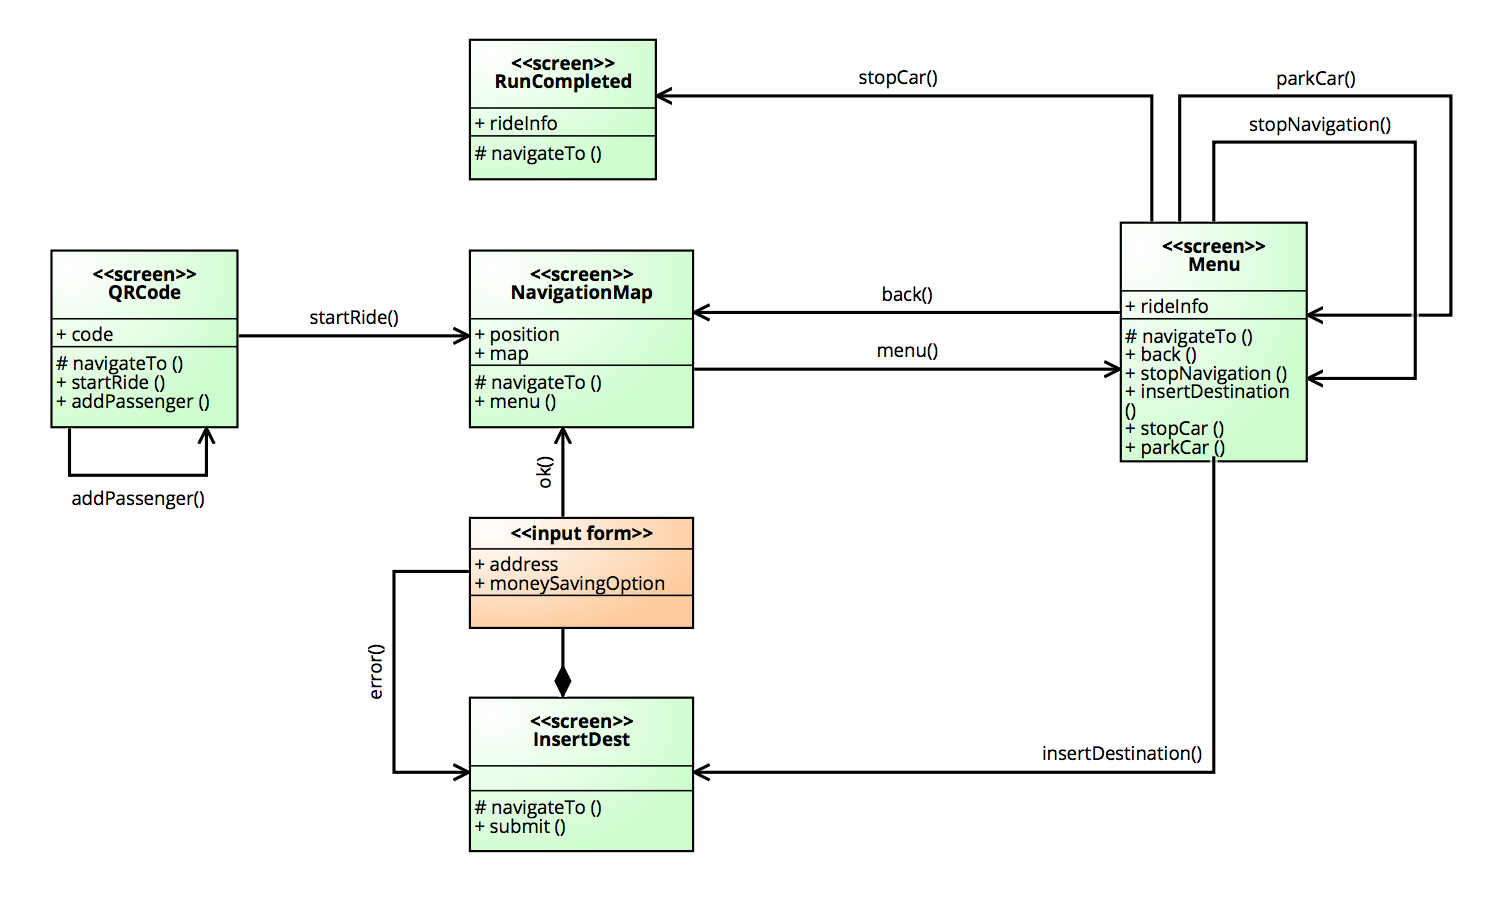 <<screen>>
RunCompleted
+ rideInfo
# navigateTo ()
stopCar()
parkCar()
stopNavigation()
<<screen>>
QRCode
+ code
# navigateTo ()
+ startRide ()
+ addPassenger ()
addPassenger()
startRide()
<<screen>>
NavigationMap
+ position
+ map
# navigateTo ()
+ menu ()
back()
menu()
<<screen>>
Menu
+ rideInfo
# navigateTo ()
+ back ()
+ stopNavigation ()
+ insertDestination
()
+ stopCar ()
+ parkCar ()
ok()
<<input form>>
+ address
+ moneySavingOption
error()
<<screen>>
InsertDest
# navigateTo ()
+ submit ()
insertDestination()